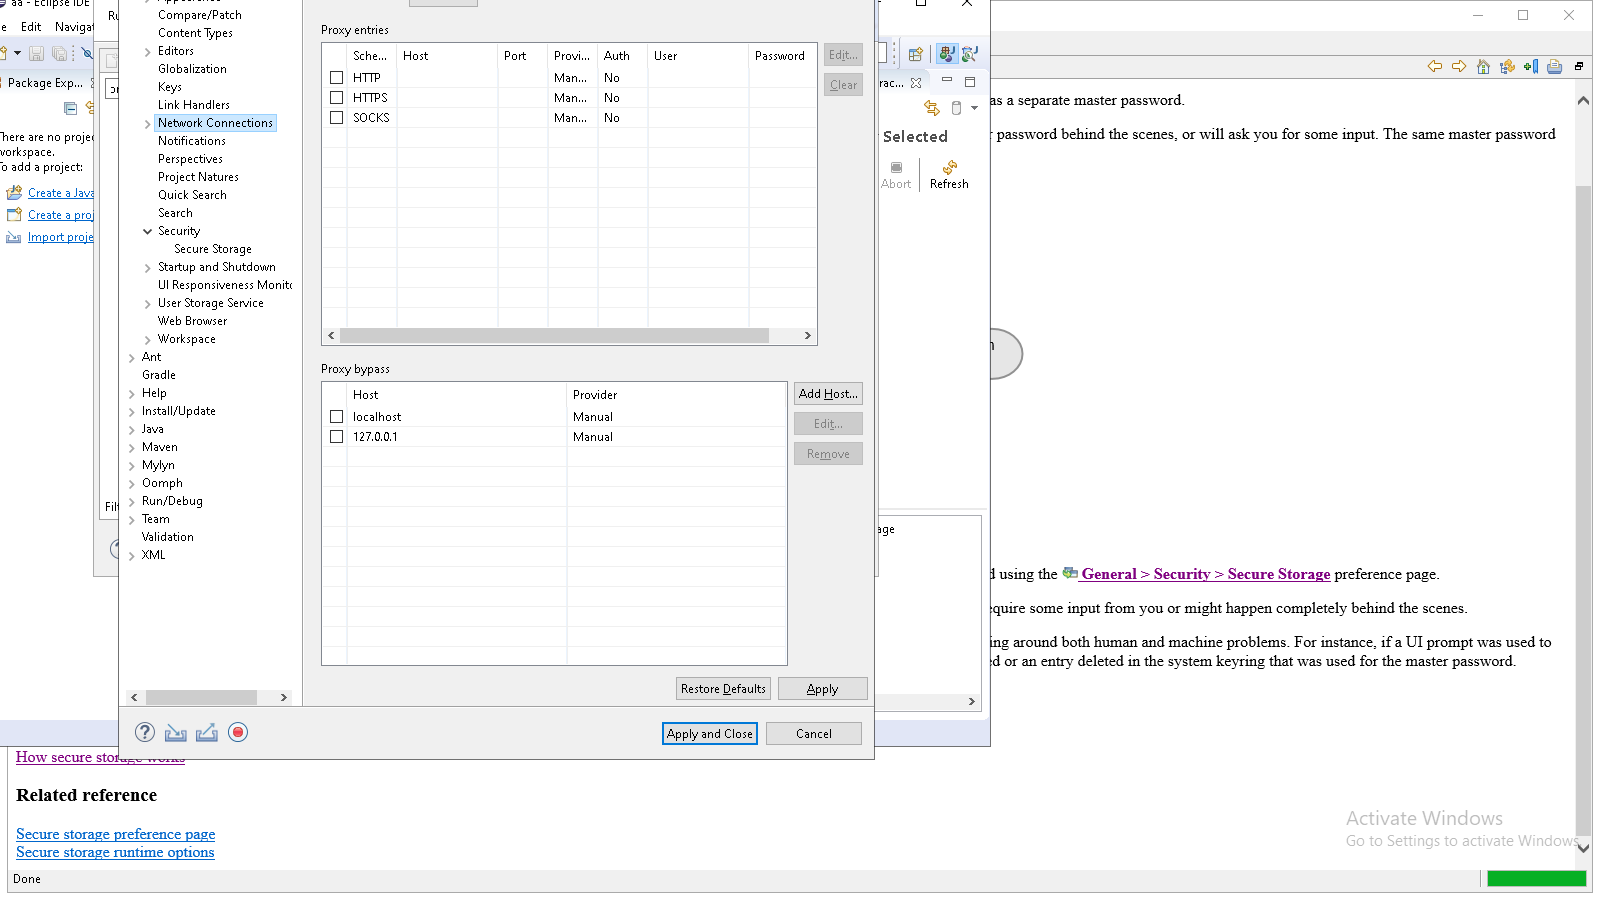 aa - Eclipse IDE
Edit
Navigat
Package Exp...
There are no projec
workspace.
To add a project:
Create a Java
Create a proj
Import proje
Ru
Filt
Appearance
Compare/Patch
Content Types
Editors
Globalization
Keys
Link Handlers
Network Connections
Notifications
Perspectives
Project Natures
Quick Search
Search
Security
Secure Storage
Startup and Shutdown
UI Responsiveness Monito
User Storage Service
Web Browser
Workspace
Ant
Gradle
Help
Install/Update
Java
Maven
Mylyn
Oomph
Run/Debug
Team
Validation
XML
Proxy entries
Sche... Host Port Provi... Auth User Password
HTTP Man... No
HTTPS Man... No
SOCKS Man... No
Edit...
Clear
Proxy bypass
Host Provider
localhost Manual
127.0.0.1 Manual
Add Host...
Edit...
Remove
Restore Defaults Apply
Apply and Close Cancel
rac...
Selected
Abort Refresh
age
as a separate master password.
r password behind the scenes, or will ask you for some input. The same master password
n
d using the General > Security > Secure Storage preference page.
equire some input from you or might happen completely behind the scenes.
ing around both human and machine problems. For instance, if a UI prompt was used to
ed or an entry deleted in the system keyring that was used for the master password.
How secure storage works
Related reference
Secure storage preference page
Secure storage runtime options
Done
Activate Windows
Go to Settings to activate Windows.